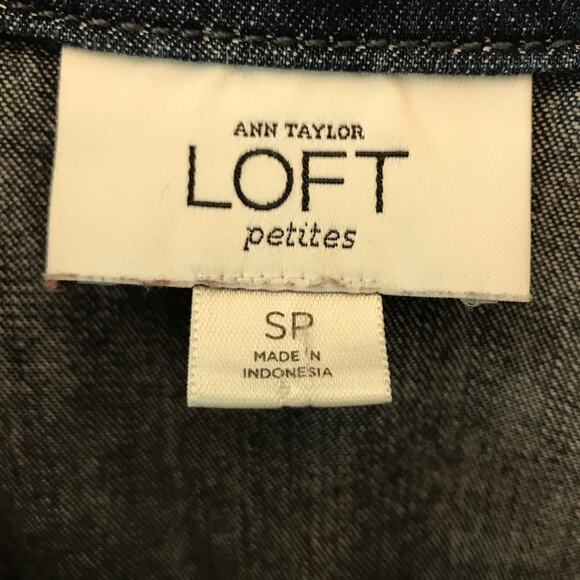 ANN TAYLOR
LOFT
petites
SP
MADE IN
INDONESIA